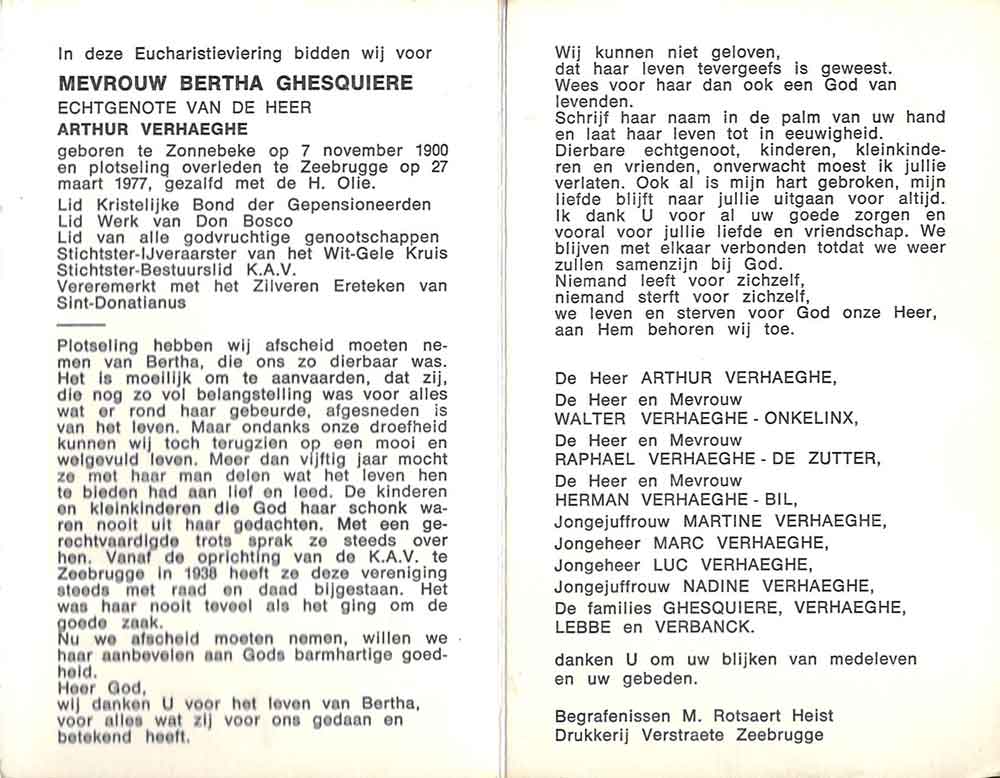 In deze Eucharistieviering bidden wij voor
MEVROUW BERTHA GHESQUIERE
ECHTGENOTE VAN DE HEER
ARTHUR VERHAEGHE
geboren te Zonnebeke op 7 november 1900
en plotseling overleden te Zeebrugge op 27
maart 1977, gezalfd met de H. Olie.
Lid Kristelijke Bond der Gepensioneerden
Lid Werk van Don Bosco
Lid van alle godvruchtige genootschappen
Stichtster-IJveraarster van het Wit-Gele Kruis
Stichtster-Bestuurslid K.A.V.
Vereremerkt met het Zilveren Ereteken van
Sint-Donatianus
Plotseling hebben wij afscheid moeten ne-
men van Bertha, die ons zo dierbaar was.
Het is moeilijk om te aanvaarden, dat zij,
die nog zo vol belangstelling was voor alles
wat er rond haar gebeurde, afgesneden is
van het leven. Maar ondanks onze droefheid
kunnen wij toch terugzien op een mooi en
welgevuld leven. Meer dan vijftig jaar mocht
ze met haar man delen wat het leven hen
te bieden had aan lief en leed. De kinderen
en kleinkinderen die God haar schonk wa-
ren nooit uit haar gedachten. Met een ge-
rechtvaardigde trots sprak ze steeds over
hen. Vanaf de oprichting van de K.A.V. te
Zeebrugge in 1938 heeft ze deze vereniging
steeds met raad en daad bijgestaan. Het
was haar nooit teveel als het ging om de
goede zaak.
Nu we afscheid moeten nemen, willen we
haar aanbevelen aan Gods barmhartige goed-
heid.
Heer God,
wij danken U voor het leven van Bertha,
voor alles wat zij voor ons gedaan en
betekend heeft.
Wij kunnen niet geloven,
dat haar leven tevergeefs is geweest.
Wees voor haar dan ook een God van
levenden.
Schrijf haar naam in de palm van uw hand
en laat haar leven tot in eeuwigheid.
Dierbare echtgenoot, kinderen, kleinkinde-
ren en vrienden, onverwacht moest ik jullie
verlaten. Ook al is mijn hart gebroken, mijn
liefde blijft naar jullie uitgaan voor altijd.
Ik dank U voor al uw goede zorgen en
vooral voor jullie liefde en vriendschap. We
blijven met elkaar verbonden totdat we weer
zullen samenzijn bij God.
Niemand leeft voor zichzelf,
niemand sterft voor zichzelf,
we leven en sterven voor God onze Heer,
aan Hem behoren wij toe.
De Heer ARTHUR VERHAEGHE,
De Heer en Mevrouw
WALTER VERHAEGHE - ONKELINX,
De Heer en Mevrouw
RAPHAEL VERHAEGHE - DE ZUTTER,
De Heer en Mevrouw
HERMAN VERHAEGHE - BIL,
Jongejuffrouw MARTINE VERHAEGHE,
Jongeheer MARC VERHAEGHE,
Jongeheer LUC VERHAEGHE,
Jongejuffrouw NADINE VERHAEGHE,
De families GHESQUIERE, VERHAEGHE,
LEBBE en VERBANCK.
danken U om uw blijken van medeleven
en uw gebeden.
Begrafenissen M. Rotsaert Heist
Drukkerij Verstraete Zeebrugge